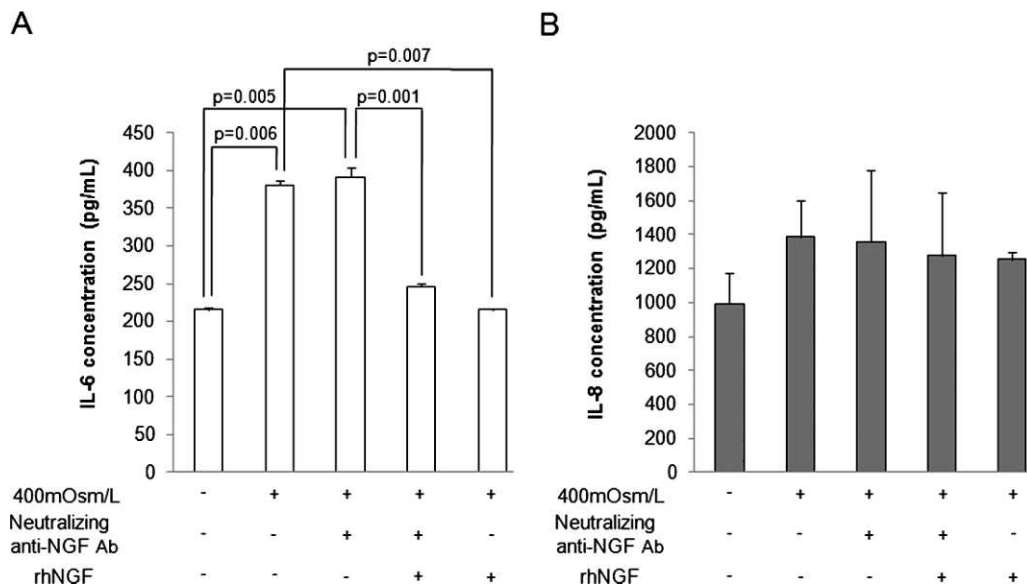 A
p=0.007
p=0.005
p=0.001
p=0.006
IL-6 concentration (pg/mL)
450
400
350
300
250
200
150
100
50
0
400mOsm/L - + + + +
Neutralizing
anti-NGF Ab - - + + -
rhNGF - - - + +
B
IL-8 concentration (pg/mL)
2000
1800
1600
1400
1200
1000
800
600
400
200
0
400mOsm/L - + + + +
Neutralizing
anti-NGF Ab - - + + -
rhNGF - - - + +